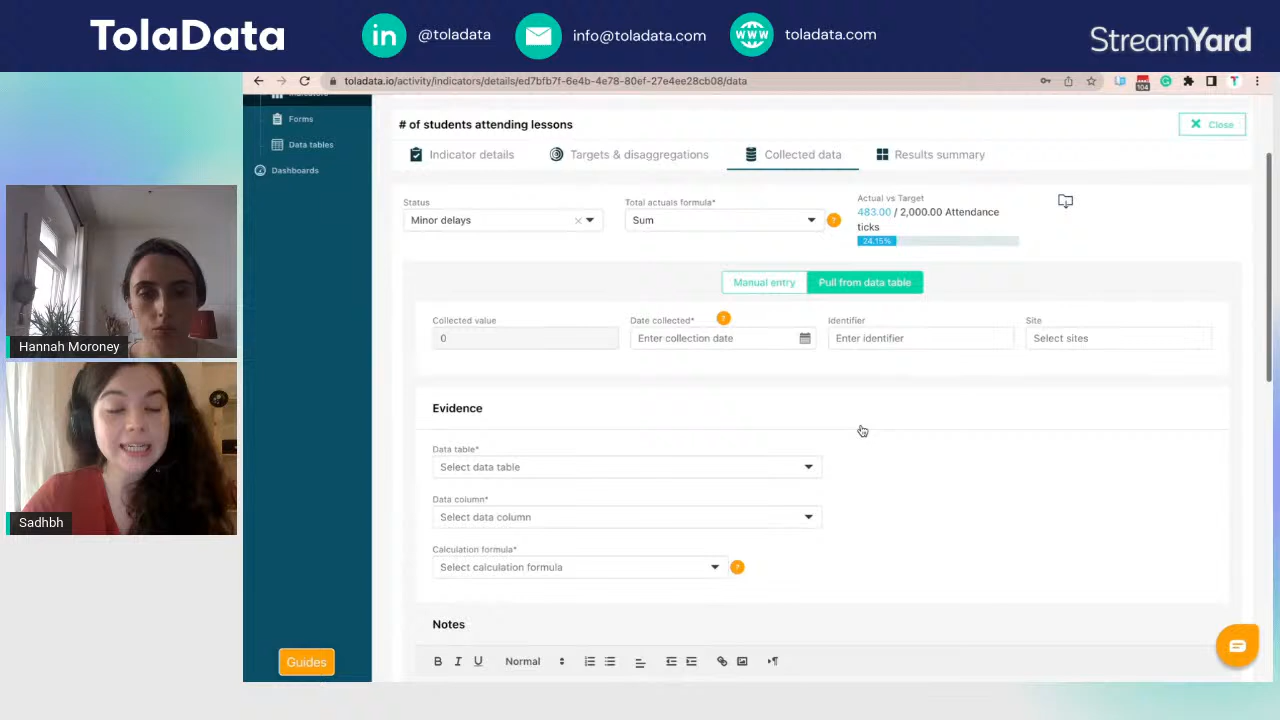 TolaData
in @toladata
info@toladata.com
www toladata.com
StreamYard
toladata.io/activity/indicators/details/ed7bfb7f-6e4b-4e78-80ef-27e4ee28cb08/data
104
T
Indicators
Forms
Data tables
Dashboards
# of students attending lessons
Close
Indicator details
Targets & disaggregations
Collected data
Results summary
Status
Minor delays
Total actuals formula*
Sum
?
Actual vs Target
483.00 / 2,000.00 Attendance
ticks
24.15%
Manual entry
Pull from data table
Collected value
0
Date collected*
?
Enter collection date
Identifier
Enter identifier
Site
Select sites
Evidence
Data table*
Select data table
Data column*
Select data column
Calculation formula*
Select calculation formula
?
Notes
B I U Normal
Guides
Hannah Moroney
Sadhbh